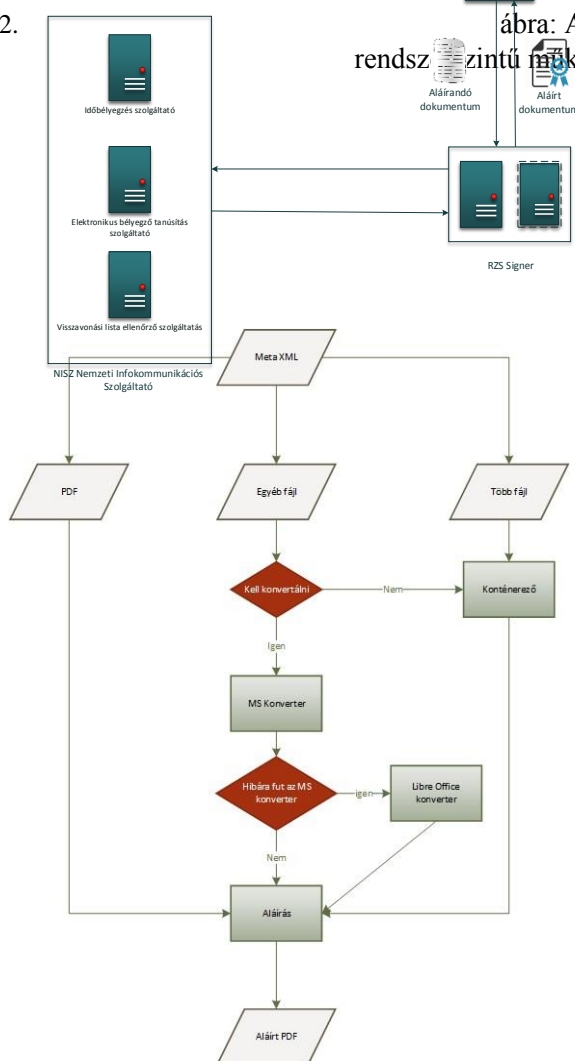 2.
ábra: A
Időbélyegzés szolgáltató
Aláírandó
dokumentum
Aláírt
dokumentum
Elektronikus bélyegző tanúsítás
szolgáltató
RZS Signer
Visszavonási lista ellenőrző szolgáltatás
NISZ Nemzeti Infokommunikációs
Szolgáltató
Meta XML
PDF
Egyéb fájl
Több fájl
Kell konvertálni
Nem
Konténerező
Igen
MS Konverter
Hibára fut az MS
konverter
igen
Libre Office
konverter
Nem
Aláírás
Aláírt PDF